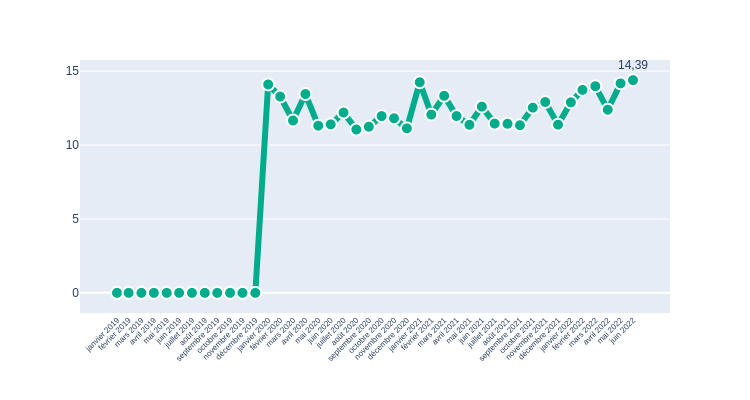 14,39
15
10
5
0
janvier 2019
février 2019
mars 2019
avril 2019
mai 2019
juin 2019
juillet 2019
août 2019
septembre 2019
octobre 2019
novembre 2019
décembre 2019
janvier 2020
février 2020
mars 2020
avril 2020
mai 2020
juin 2020
juillet 2020
août 2020
septembre 2020
octobre 2020
novembre 2020
décembre 2020
janvier 2021
février 2021
mars 2021
avril 2021
mai 2021
juin 2021
juillet 2021
août 2021
septembre 2021
octobre 2021
novembre 2021
décembre 2021
janvier 2022
février 2022
mars 2022
avril 2022
mai 2022
juin 2022